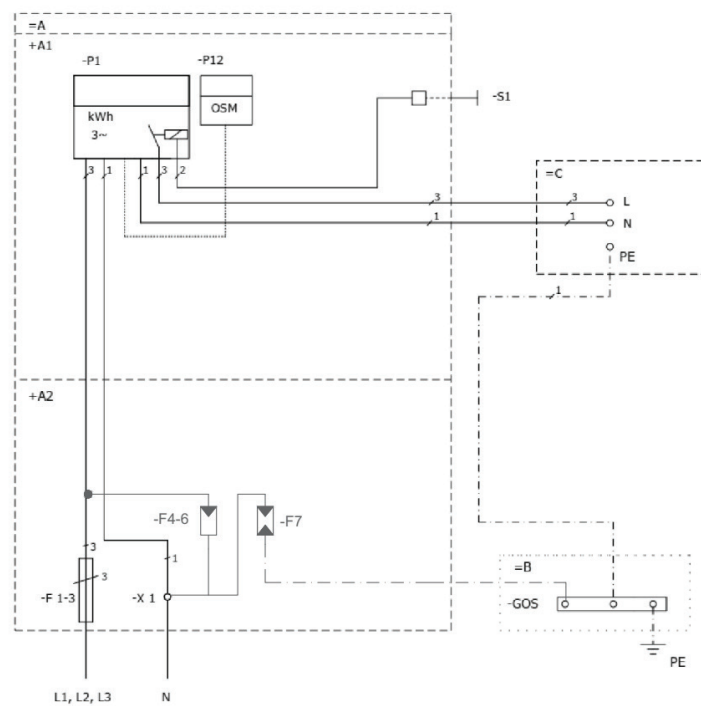 =A
+A1
-P1
-P12
kWh
3~
OSM
-S1
3
1
1
3
2
3
3
L
1
1
N
=C
PE
1
+A2
-F4-6
-F7
3
1
3
-F 1-3
-X 1
=B
-GOS
PE
L1, L2, L3
N